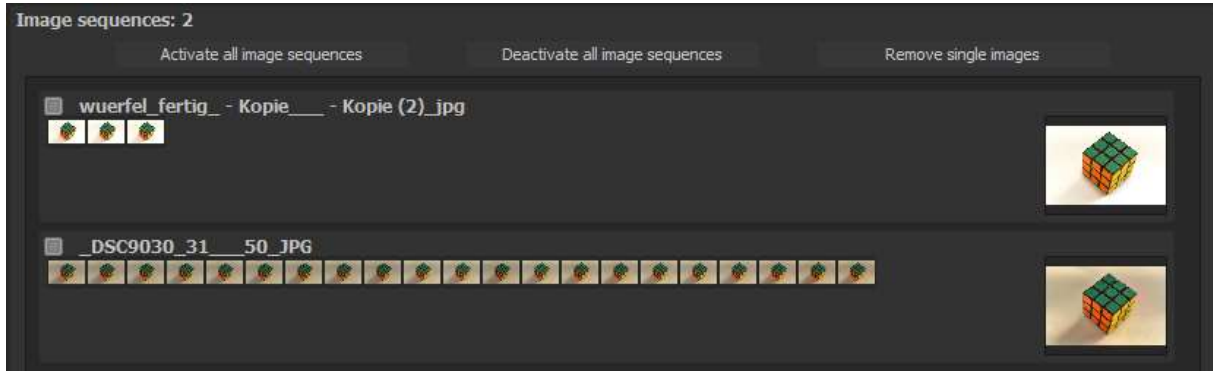 Image sequences: 2
Activate all image sequences Deactivate all image sequences Remove single images
wuerfel_fertig_ - Kopie___ - Kopie (2)_jpg
_DSC9030_31___50_JPG